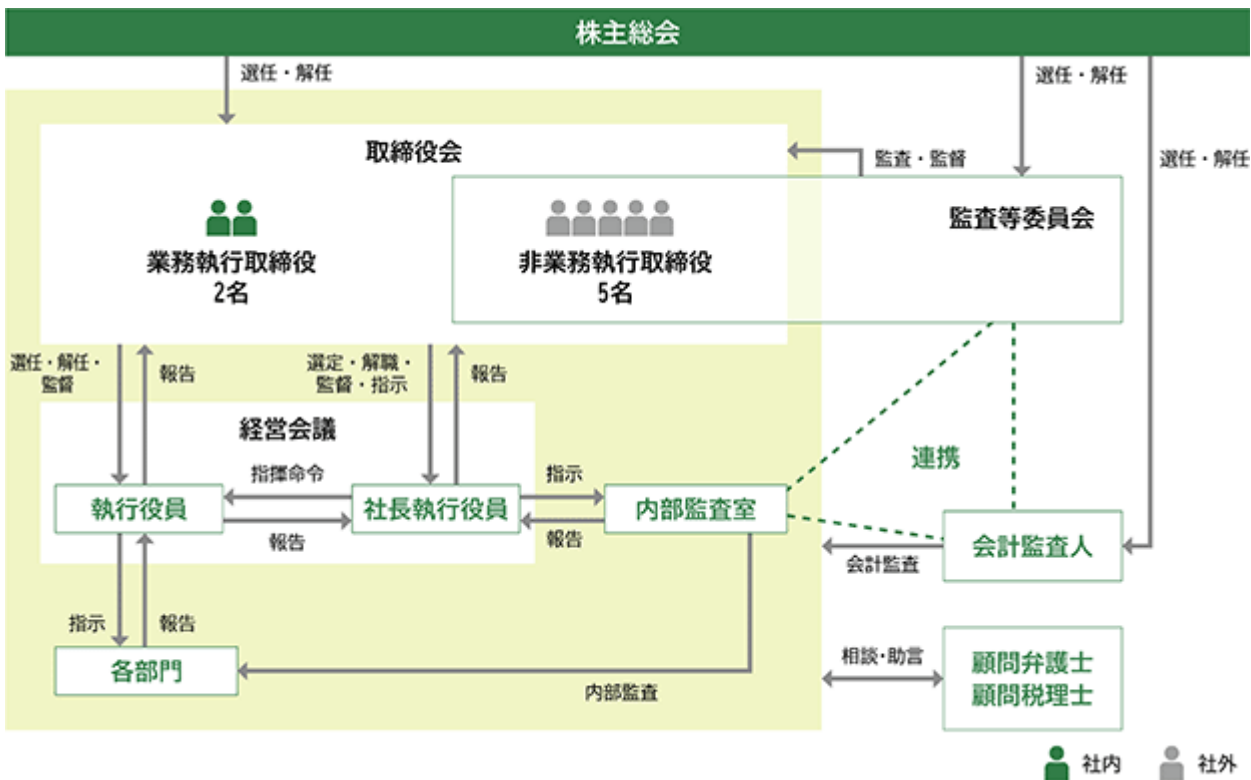 株主総会
選任・解任
選任・解任
選任・解任
取締役会
監査・監督
監査等委員会
業務執行取締役
2名
非業務執行取締役
5名
選任・解任・
監督
報告
選定・解職・
監督・指示
報告
経営会議
連携
執行役員
指揮命令
報告
社長執行役員
指示
報告
内部監査室
会計監査
会計監査人
指示
報告
各部門
内部監査
相談・助言
顧問弁護士
顧問税理士
社内
社外